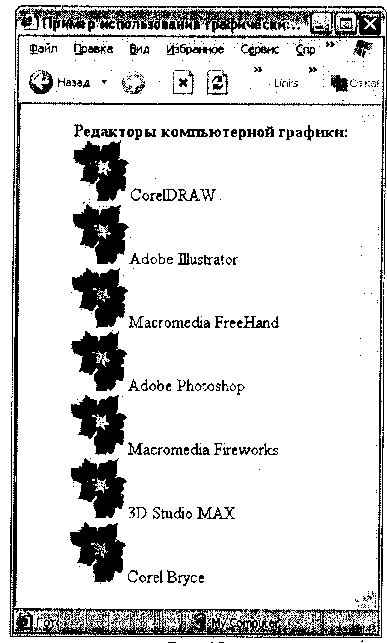 Пример использования графически...
Файл Правка Вид Избранное Сервис Спр »
Назад » Links
Редакторы компьютерной графики:
CorelDRAW
Adobe Illustrator
Macromedia FreeHand
Adobe Photoshop
Macromedia Fireworks
3D Studio MAX
Corel Bryce
My Computer